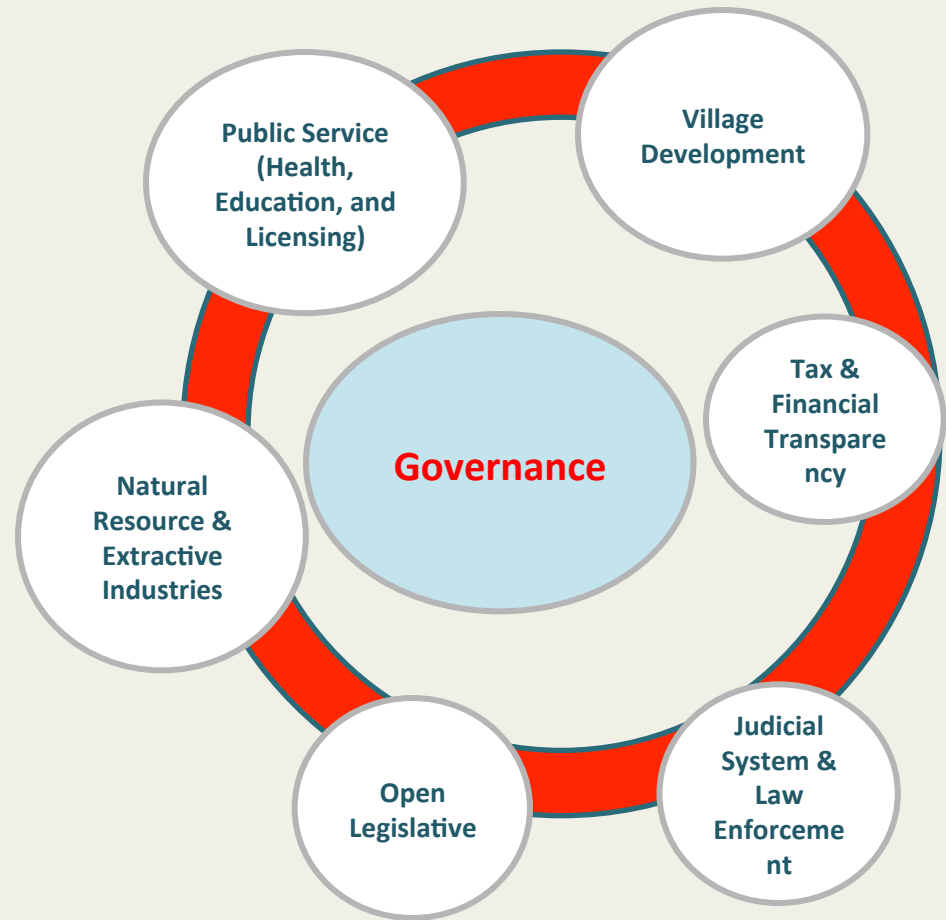 Public Service
(Health,
Education, and
Licensing)
Village
Development
Tax &
Financial
Transpare
ncy
Governance
Natural
Resource &
Extractive
Industries
Open
Legislative
Judicial
System &
Law
Enforceme
nt